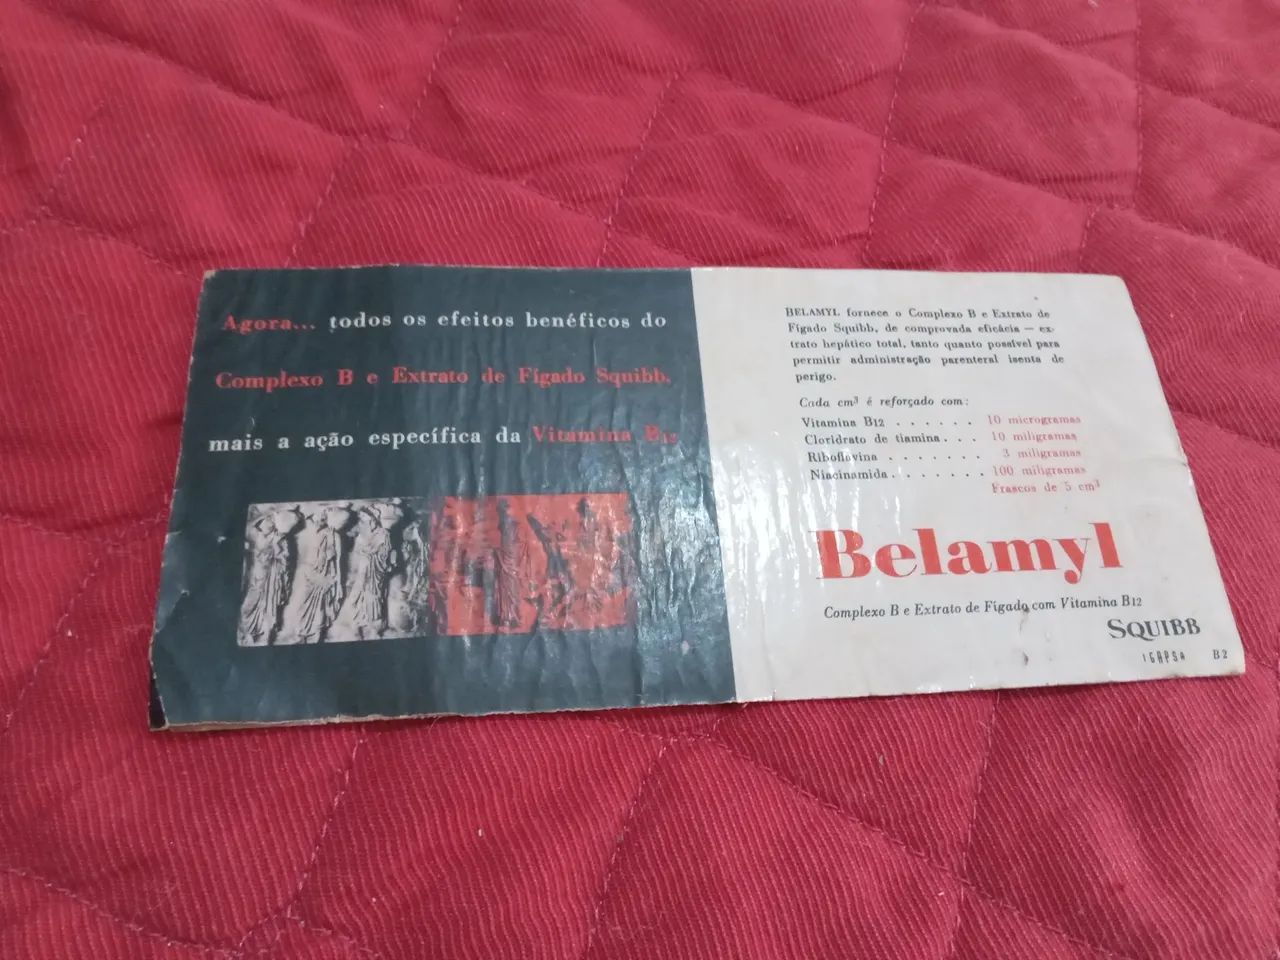 Agora... todos os efeitos benéficos do
Complexo B e Extrato de Fígado Squibb,
mais a ação específica da Vitamina B12
BELAMYL fornece o Complexo B e Extrato de
Fígado Squibb, de comprovada eficácia — ex-
trato hepático total, tanto quanto possível para
permitir administração parenteral isenta de
perigo.
Cada cm³ é reforçado com:
Vitamina B12 . . . . . . 10 microgramas
Cloridrato de tiamina . . . 10 miligramas
Riboflavina . . . . . . . 3 miligramas
Niacinamida . . . . . . . 100 miligramas
Frascos de 5 cm³
Belamyl
Complexo B e Extrato de Fígado com Vitamina B12
SQUIBB
IGAPSA B2